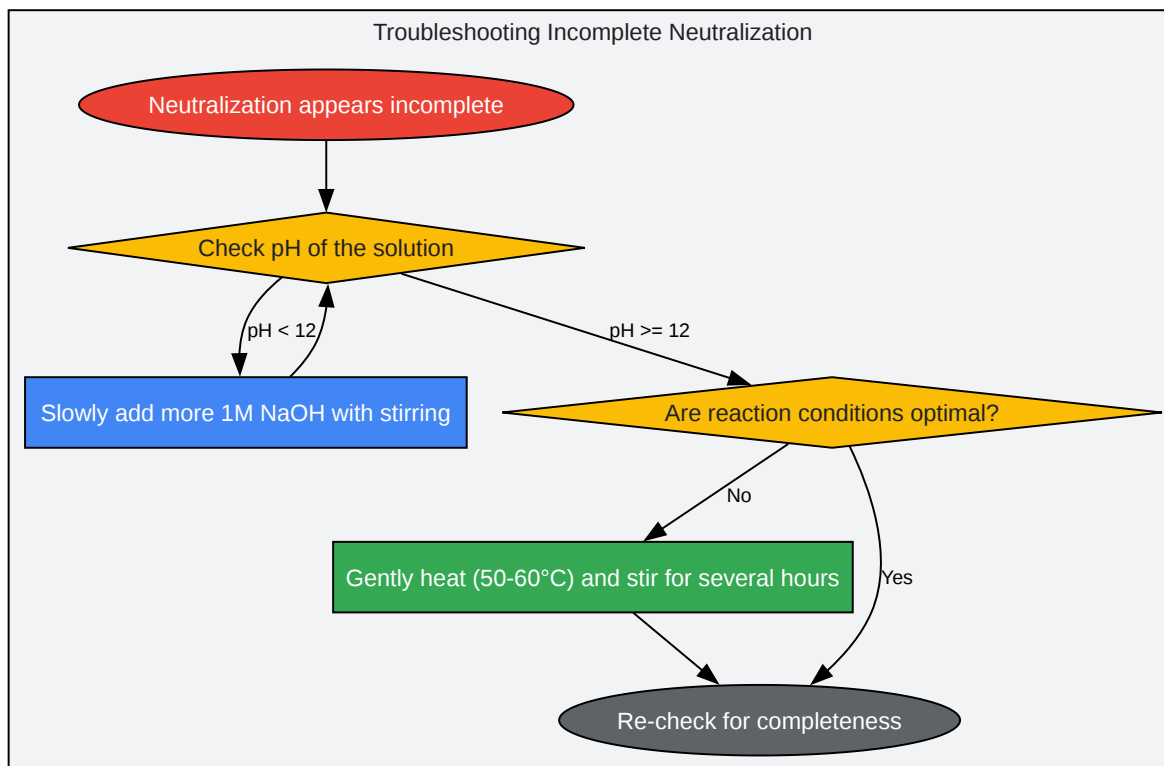 Troubleshooting Incomplete Neutralization
Neutralization appears incomplete
Check pH of the solution
pH < 12
pH >= 12
Slowly add more 1M NaOH with stirring
Are reaction conditions optimal?
No
Gently heat (50-60°C) and stir for several hours
Yes
Re-check for completeness